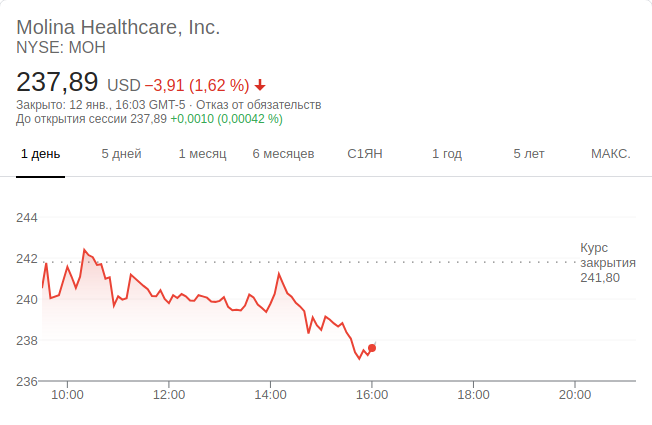 Molina Healthcare, Inc.
NYSE: MOH
237,89 USD −3,91 (1,62 %)
Закрыто: 12 янв., 16:03 GMT-5 · Отказ от обязательств
До открытия сессии 237,89 +0,0010 (0,00042 %)
1 день 5 дней 1 месяц 6 месяцев С1ЯН 1 год 5 лет МАКС.
244
242
240
238
236
Курс
закрытия
241,80
10:00 12:00 14:00 16:00 18:00 20:00